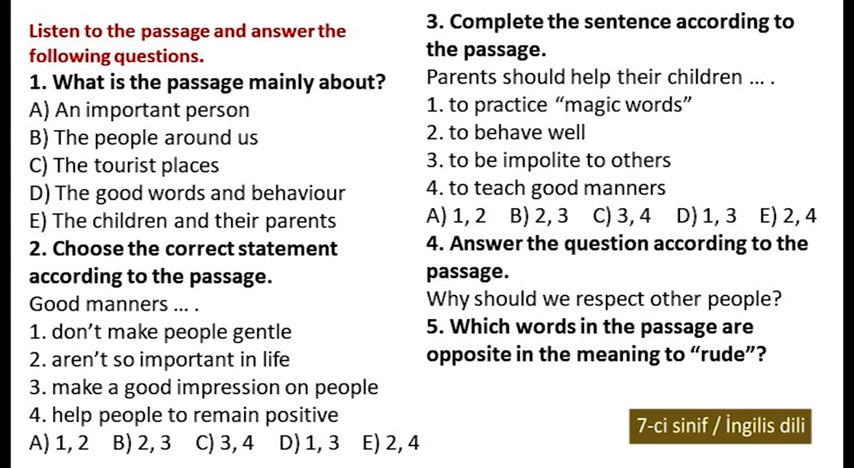 Listen to the passage and answer the
following questions.
1. What is the passage mainly about?
A) An important person
B) The people around us
C) The tourist places
D) The good words and behaviour
E) The children and their parents
2. Choose the correct statement
according to the passage.
Good manners ... .
1. don’t make people gentle
2. aren’t so important in life
3. make a good impression on people
4. help people to remain positive
A) 1, 2 B) 2, 3 C) 3, 4 D) 1, 3 E) 2, 4
3. Complete the sentence according to
the passage.
Parents should help their children ... .
1. to practice “magic words”
2. to behave well
3. to be impolite to others
4. to teach good manners
A) 1, 2 B) 2, 3 C) 3, 4 D) 1, 3 E) 2, 4
4. Answer the question according to the
passage.
Why should we respect other people?
5. Which words in the passage are
opposite in the meaning to “rude”?
7-ci sinif / İngilis dili